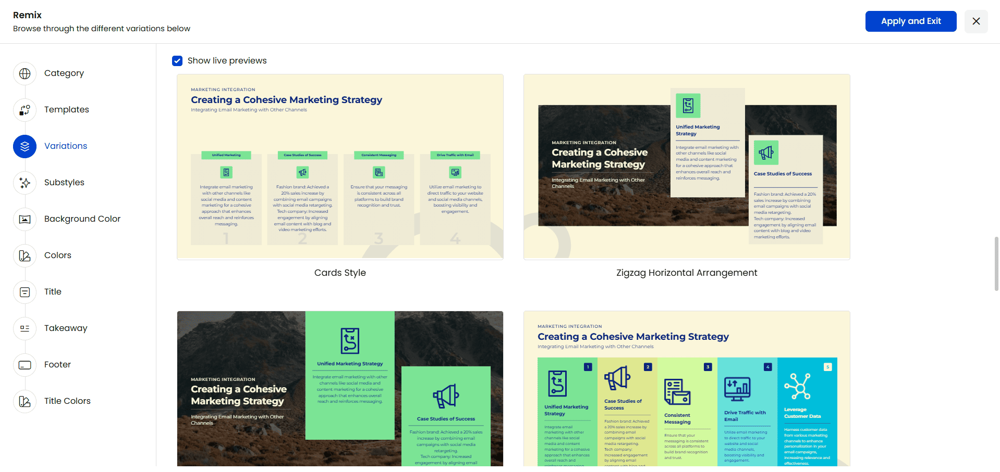 Remix
Browse through the different variations below
Apply and Exit
Category
Templates
Variations
Substyles
Background Color
Colors
Title
Takeaway
Footer
Title Colors
Show live previews
MARKETING INTEGRATION
Creating a Cohesive Marketing Strategy
Integrating Email Marketing with Other Channels
Unified Marketing
Integrate email marketing
with other channels like
social media and content
marketing for a cohesive
approach that enhances
overall reach and reinforces
messaging.
1
Case Studies of Success
Fashion brand: Achieved a
20% sales increase by
combining email campaigns
with social media retargeting.
Tech company: Increased
engagement by aligning
email content with blog and
video marketing efforts.
2
Consistent Messaging
Ensure that your messaging
is consistent across all
platforms to build brand
recognition and trust.
3
Drive Traffic with Email
Utilize email marketing to
direct traffic to your website
and social media channels,
boosting visibility and
engagement.
4
Cards Style
MARKETING INTEGRATION
Creating a Cohesive
Marketing Strategy
Integrating Email Marketing with Other
Channels
Unified Marketing
Strategy
Integrate email marketing with
other channels like social
media and content marketing
for a cohesive approach that
enhances overall reach and
reinforces messaging.
Case Studies of Success
Fashion brand: Achieved a 20%
sales increase by combining
email campaigns with social
media retargeting.
Tech company: Increased
engagement by aligning email
content with blog and video
marketing efforts.
Zigzag Horizontal Arrangement
MARKETING INTEGRATION
Creating a Cohesive
Marketing Strategy
Integrating Email Marketing with Other
Channels
Unified Marketing Strategy
Integrate email marketing with other
channels like social media and
content marketing for a cohesive
approach that enhances overall
reach and reinforces messaging.
Case Studies of Success
Fashion brand: Achieved a 20% sales
increase by combining email
campaigns with social media
retargeting.
Tech company: Increased
engagement by aligning email
MARKETING INTEGRATION
Creating a Cohesive Marketing Strategy
Integrating Email Marketing with Other Channels
1
Unified Marketing
Strategy
Integrate email
marketing with other
channels like social
media and content
marketing for a cohesive
approach that enhances
overall reach and
reinforces messaging.
2
Case Studies of
Success
Fashion brand: Achieved
a 20% sales increase by
combining email
campaigns with social
media retargeting.
Tech company:
Increased engagement
by aligning email
content with blog and
3
Consistent
Messaging
Ensure that your
messaging is consistent
across all platforms to
build brand recognition
and trust.
4
Drive Traffic with
Email
Utilize email marketing
to direct traffic to your
website and social
media channels,
boosting visibility and
engagement.
5
Leverage
Customer Data
Harness customer data
from various marketing
channels to enhance
personalization in your
email campaigns,
increasing relevance and
effectiveness.